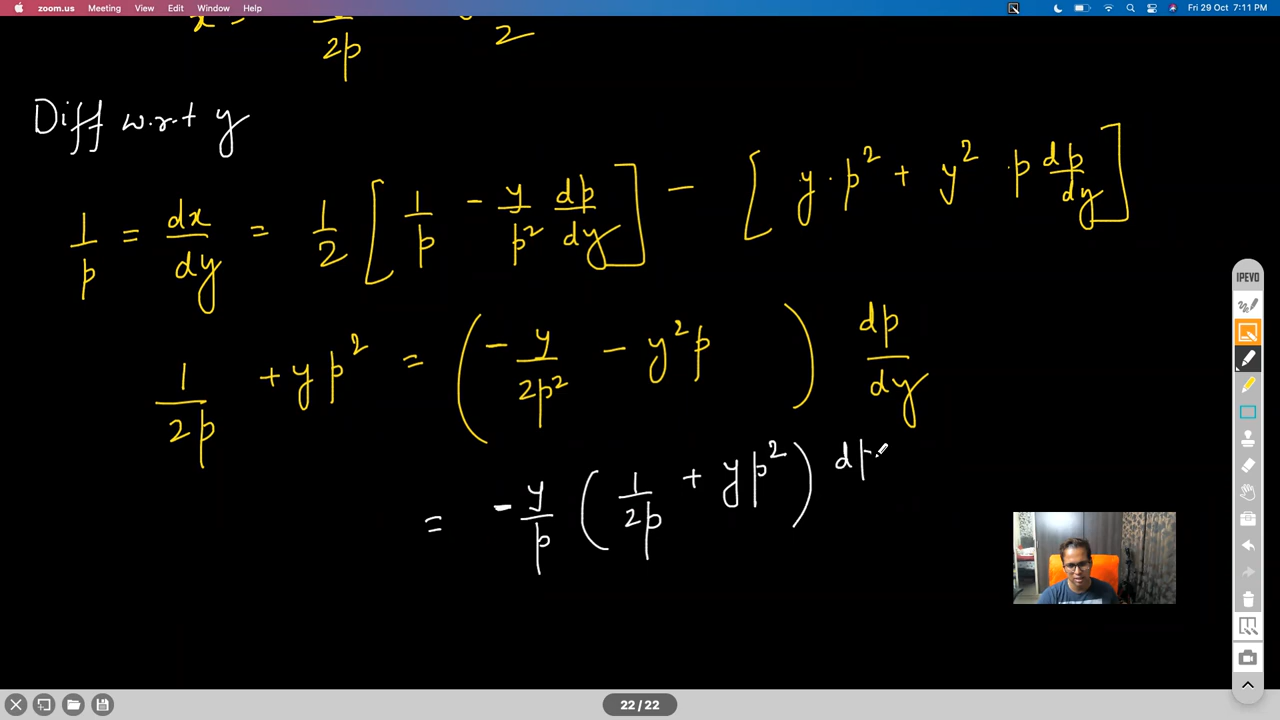 zoom.us Meeting View Edit Window Help Fri 29 Oct 7:11 PM
2p 2
Diff w.r.t y
1/p = dx/dy = 1/2 [ 1/p - y/p² dp/dy ] - [ y · p² + y² · p dp/dy ]
1/2p + yp² = ( - y/2p² - y²p ) dp/dy
= - y/p ( 1/2p + yp² ) dp
IPEVO
22 / 22